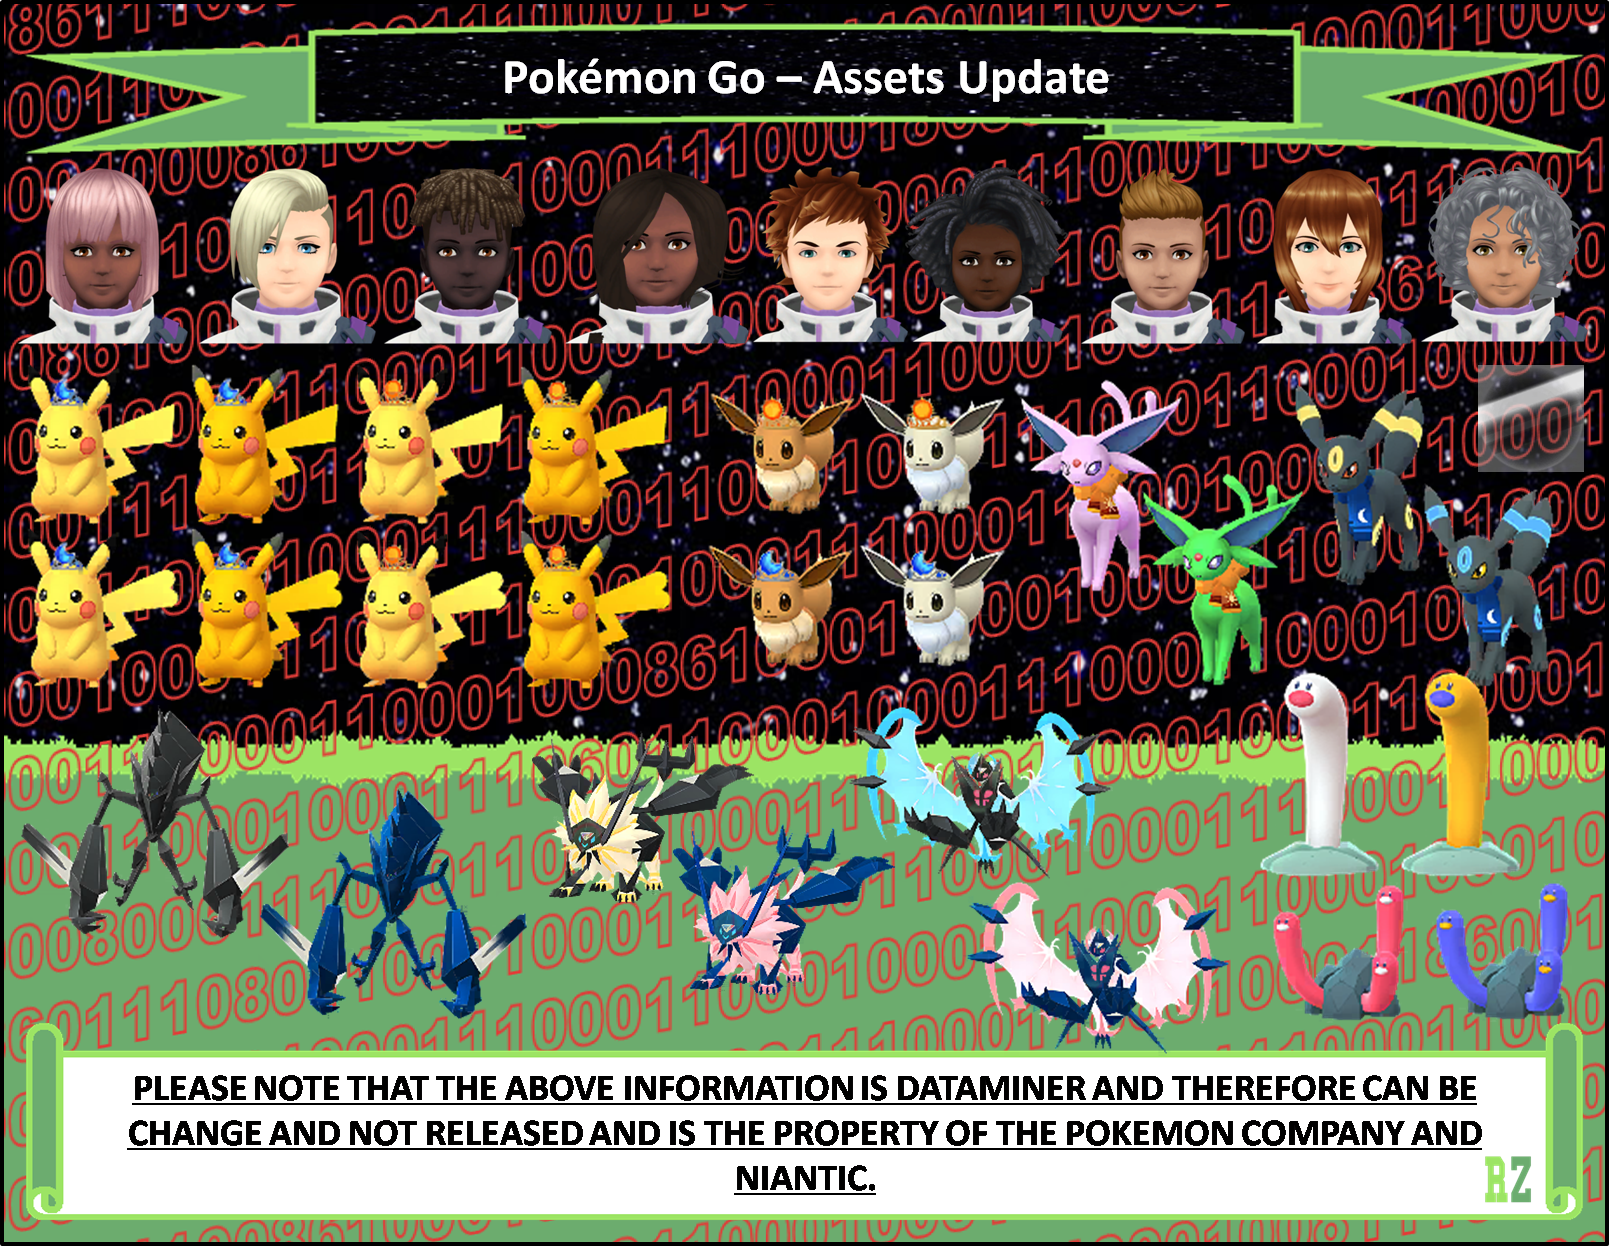 Pokémon Go – Assets Update
PLEASE NOTE THAT THE ABOVE INFORMATION IS DATAMINER AND THEREFORE CAN BE
CHANGE AND NOT RELEASED AND IS THE PROPERTY OF THE POKEMON COMPANY AND
NIANTIC.
RZ